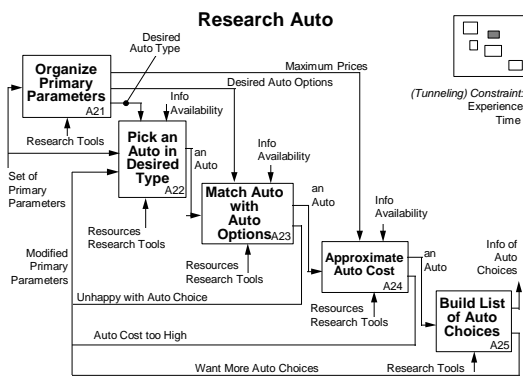 Research Auto
Desired
Auto Type
Maximum Prices
Desired Auto Options
(Tunneling) Constraint:
Experience
Time
Organize
Primary
Parameters
A21
Research Tools
Info
Availability
Set of
Primary
Parameters
Pick an
Auto in
Desired
Type
A22
an
Auto
Resources
Research Tools
Info
Availability
Match Auto
with
Auto
Options
A23
an
Auto
Resources
Research Tools
Info
Availability
Approximate
Auto Cost
A24
an
Auto
Resources
Research Tools
Info of
Auto
Choices
Build List
of Auto
Choices
A25
Research Tools
Modified
Primary
Parameters
Unhappy with Auto Choice
Auto Cost too High
Want More Auto Choices